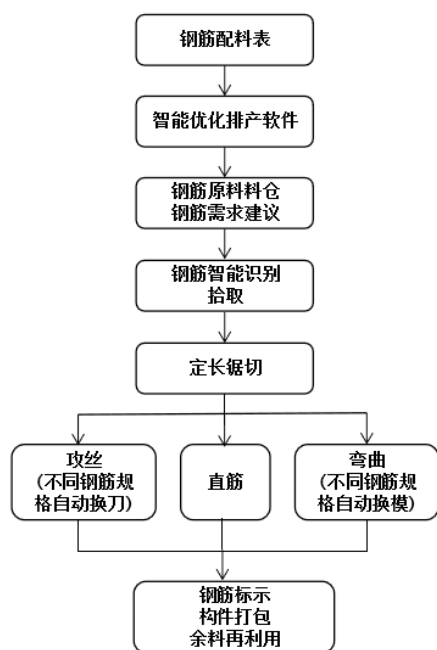 钢筋配料表
智能优化排产软件
钢筋原料料仓
钢筋需求建议
钢筋智能识别
拾取
定长锯切
攻丝
(不同钢筋规
格自动换刀)
直筋
弯曲
(不同钢筋规
格自动换模)
钢筋标示
构件打包
余料再利用